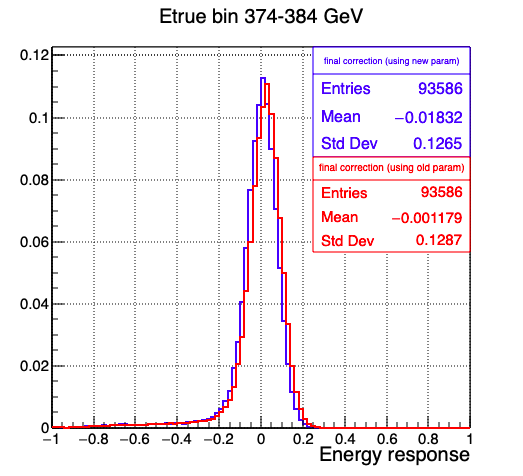 Etrue bin 374-384 GeV
final correction (using new param)
Entries 93586
Mean −0.01832
Std Dev 0.1265
final correction (using old param)
Entries 93586
Mean −0.001179
Std Dev 0.1287
0.12
0.1
0.08
0.06
0.04
0.02
0
−1 −0.8 −0.6 −0.4 −0.2 0 0.2 0.4 0.6 0.8 1
Energy response